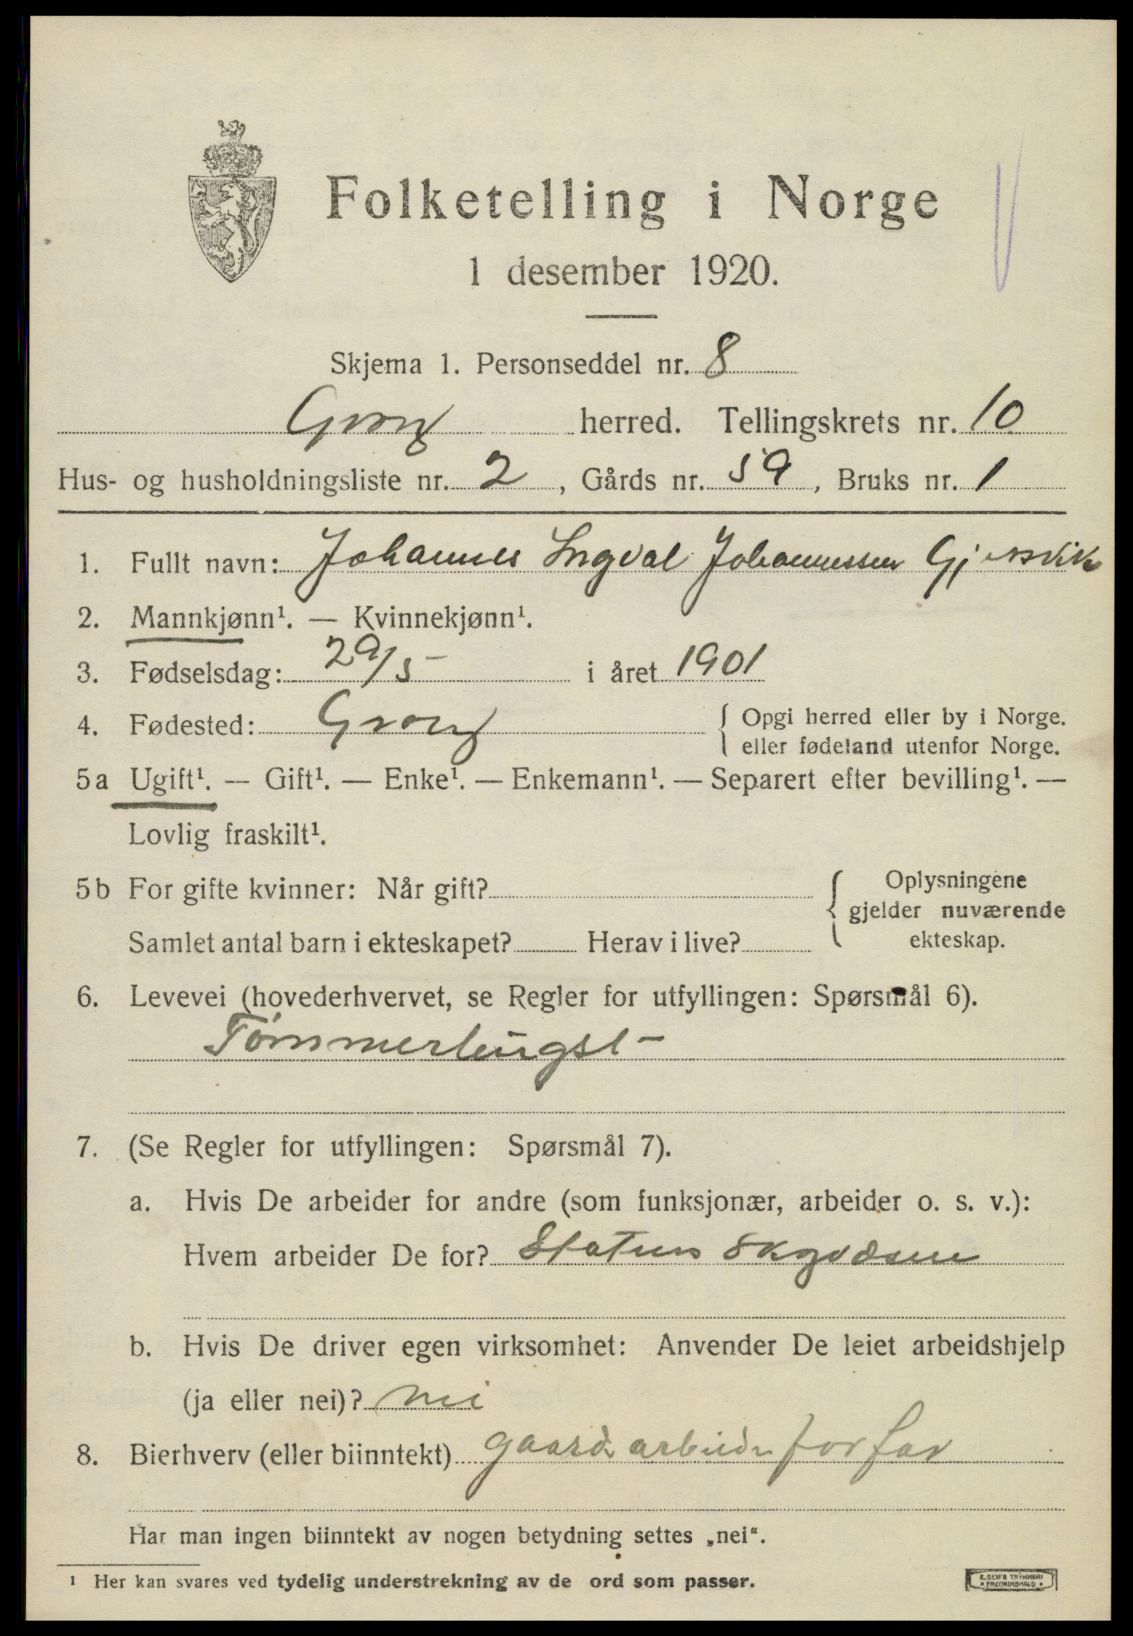 Folketelling i Norge
1 desember 1920.
Skjema 1. Personseddel nr. 8
Grong herred. Tellingskrets nr. 10
Hus- og husholdningsliste nr. 2, Gårds nr. 59, Bruks nr. 1
1. Fullt navn: Johannes Ingval Johannessen Gjersvik
2. Mannkjønn¹. — Kvinnekjønn¹.
3. Fødselsdag: 29/5 i året 1901
4. Fødested: Grong { Opgi herred eller by i Norge.
eller fødeland utenfor Norge.
5a Ugift¹. — Gift¹. — Enke¹. — Enkemann¹. — Separert efter bevilling¹. —
Lovlig fraskilt¹.
5b For gifte kvinner: Når gift? { Oplysningene
gjelder nuværende
Samlet antal barn i ekteskapet? Herav i live? ekteskap.
6. Levevei (hovederhvervet, se Regler for utfyllingen: Spørsmål 6).
Tømmerhugst
7. (Se Regler for utfyllingen: Spørsmål 7).
a. Hvis De arbeider for andre (som funksjonær, arbeider o. s. v.):
Hvem arbeider De for? Statens
b. Hvis De driver egen virksomhet: Anvender De leiet arbeidshjelp
(ja eller nei)? nei
8. Bierhverv (eller biinntekt) for far
Har man ingen biinntekt av nogen betydning settes „nei“.
¹ Her kan svares ved tydelig understrekning av de ord som passer.